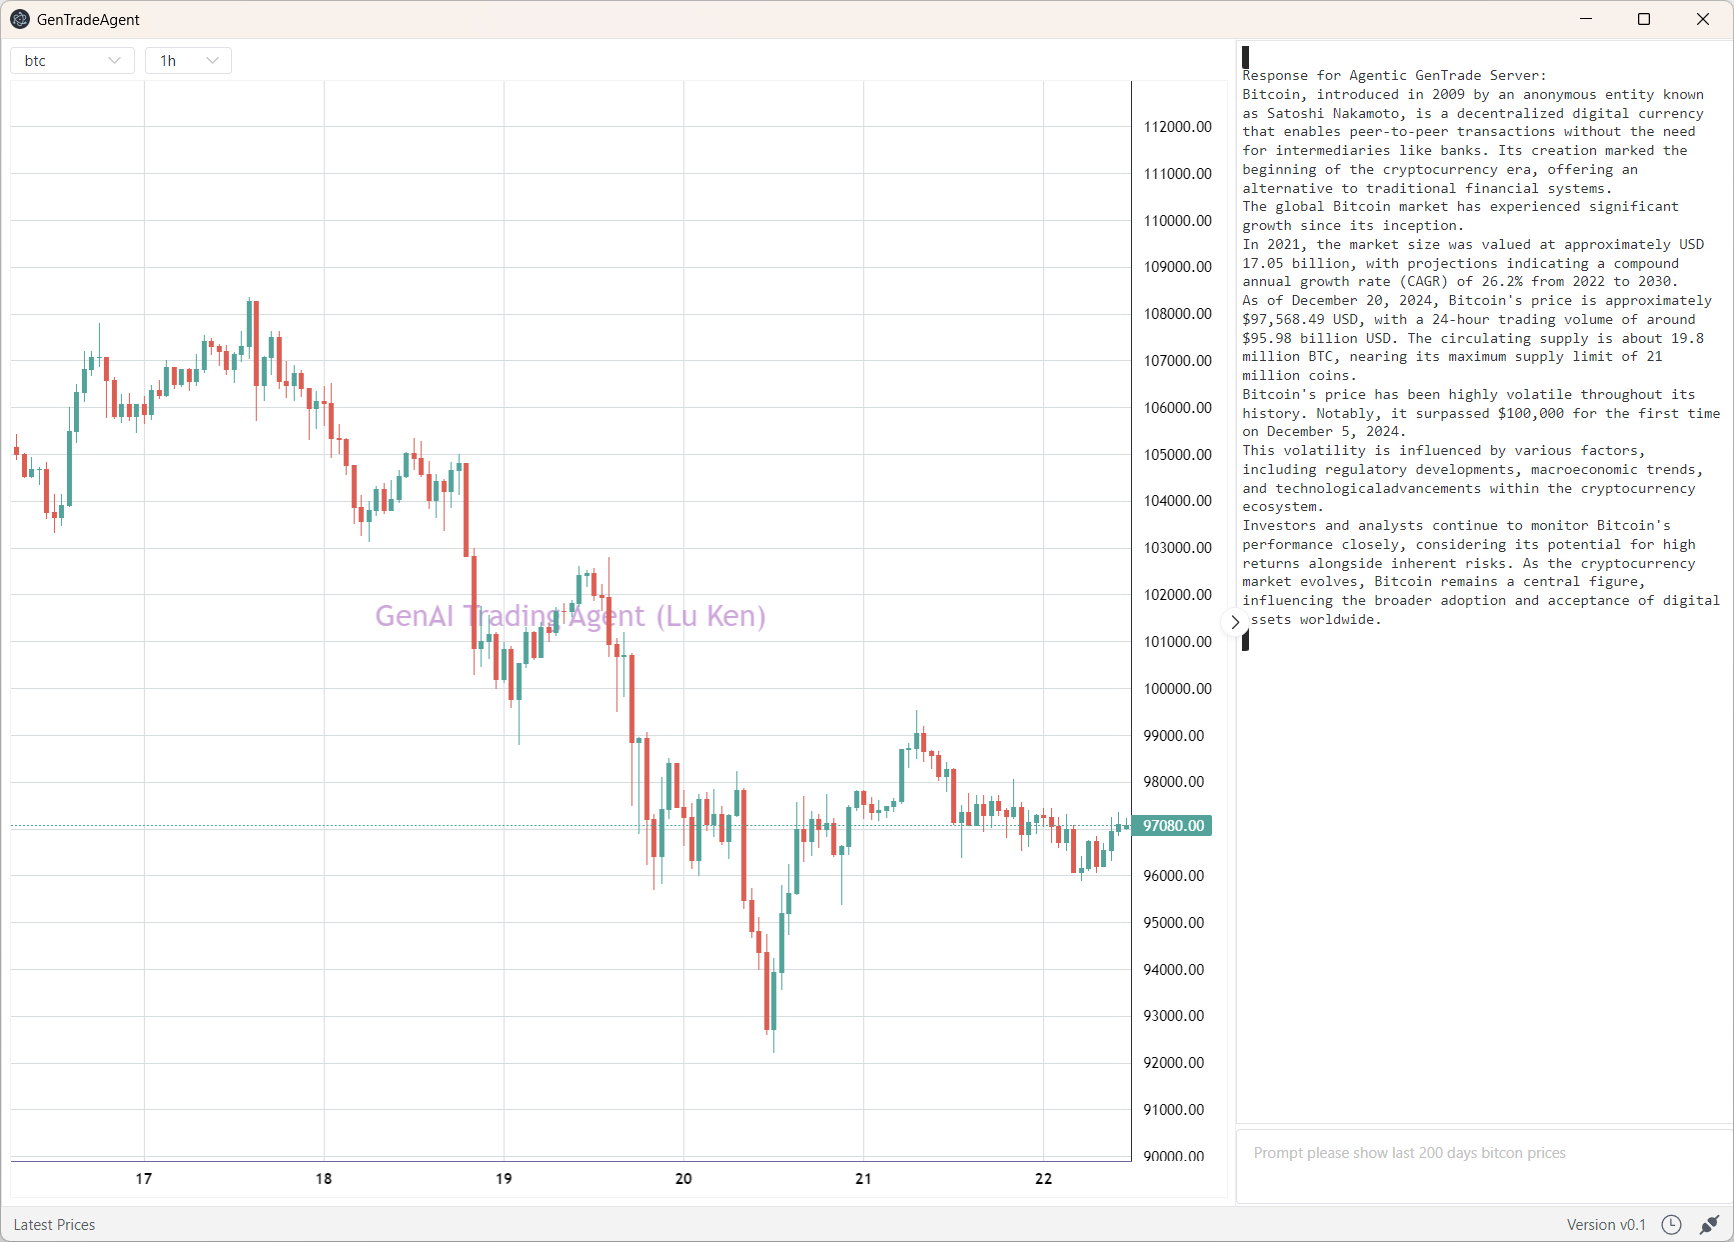 GenTradeAgent
btc
1h
112000.00
111000.00
110000.00
109000.00
108000.00
107000.00
106000.00
105000.00
104000.00
103000.00
102000.00
101000.00
100000.00
99000.00
98000.00
97080.00
96000.00
95000.00
94000.00
93000.00
92000.00
91000.00
90000.00
GenAI Trading Agent (Lu Ken)
17 18 19 20 21 22
Response for Agentic GenTrade Server:
Bitcoin, introduced in 2009 by an anonymous entity known
as Satoshi Nakamoto, is a decentralized digital currency
that enables peer-to-peer transactions without the need
for intermediaries like banks. Its creation marked the
beginning of the cryptocurrency era, offering an
alternative to traditional financial systems.
The global Bitcoin market has experienced significant
growth since its inception.
In 2021, the market size was valued at approximately USD
17.05 billion, with projections indicating a compound
annual growth rate (CAGR) of 26.2% from 2022 to 2030.
As of December 20, 2024, Bitcoin's price is approximately
$97,568.49 USD, with a 24-hour trading volume of around
$95.98 billion USD. The circulating supply is about 19.8
million BTC, nearing its maximum supply limit of 21
million coins.
Bitcoin's price has been highly volatile throughout its
history. Notably, it surpassed $100,000 for the first time
on December 5, 2024.
This volatility is influenced by various factors,
including regulatory developments, macroeconomic trends,
and technologicaladvancements within the cryptocurrency
ecosystem.
Investors and analysts continue to monitor Bitcoin's
performance closely, considering its potential for high
returns alongside inherent risks. As the cryptocurrency
market evolves, Bitcoin remains a central figure,
influencing the broader adoption and acceptance of digital
ssets worldwide.
Prompt please show last 200 days bitcon prices
Latest Prices
Version v0.1